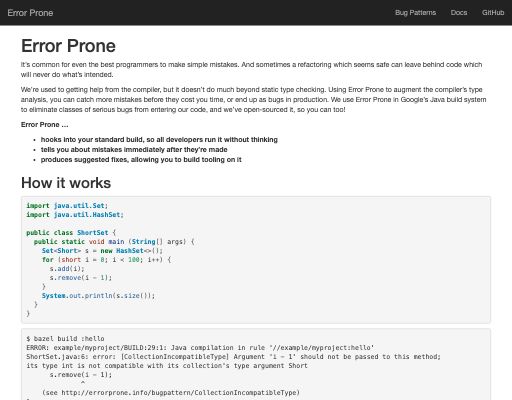 Error Prone
Bug Patterns Docs GitHub
Error Prone
It's common for even the best programmers to make simple mistakes. And sometimes a refactoring which seems safe can leave behind code which
will never do what's intended.
We're used to getting help from the compiler, but it doesn't do much beyond static type checking. Using Error Prone to augment the compiler's type
analysis, you can catch more mistakes before they cost you time, or end up as bugs in production. We use Error Prone in Google's Java build system
to eliminate classes of serious bugs from entering our code, and we've open-sourced it, so you can too!
Error Prone ...
• hooks into your standard build, so all developers run it without thinking
• tells you about mistakes immediately after they're made
• produces suggested fixes, allowing you to build tooling on it
How it works
import java.util.Set;
import java.util.HashSet;
public class ShortSet {
public static void main (String[] args) {
Set<Short> s = new HashSet<>();
for (short i = 0; i < 100; i++) {
s.add(i);
s.remove(i - 1);
}
System.out.println(s.size());
}
}
$ bazel build :hello
ERROR: example/myproject/BUILD:29:1: Java compilation in rule '//example/myproject:hello'
ShortSet.java:6: error: [CollectionIncompatibleType] Argument 'i - 1' should not be passed to this method;
its type int is not compatible with its collection's type argument Short
s.remove(i - 1);
^
(see http://errorprone.info/bugpattern/CollectionIncompatibleType)